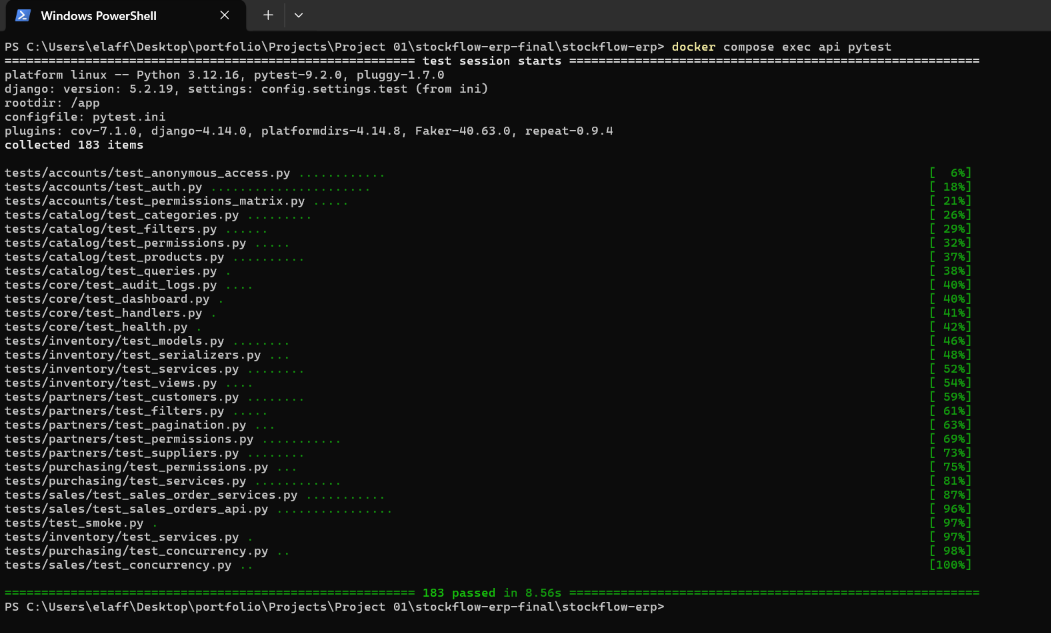 Windows PowerShell
PS C:\Users\elaff\Desktop\portfolio\Projects\Project 01\stockflow-erp-final\stockflow-erp> docker compose exec api pytest
======================================================== test session starts ========================================================
platform linux -- Python 3.12.16, pytest-9.2.0, pluggy-1.7.0
django: version: 5.2.19, settings: config.settings.test (from ini)
rootdir: /app
configfile: pytest.ini
plugins: cov-7.1.0, django-4.14.0, platformdirs-4.14.8, Faker-40.63.0, repeat-0.9.4
collected 183 items
tests/accounts/test_anonymous_access.py ............ [  6%]
tests/accounts/test_auth.py ...................... [ 18%]
tests/accounts/test_permissions_matrix.py ..... [ 21%]
tests/catalog/test_categories.py ......... [ 26%]
tests/catalog/test_filters.py ...... [ 29%]
tests/catalog/test_permissions.py ..... [ 32%]
tests/catalog/test_products.py .......... [ 37%]
tests/catalog/test_queries.py . [ 38%]
tests/core/test_audit_logs.py .... [ 40%]
tests/core/test_dashboard.py . [ 40%]
tests/core/test_handlers.py . [ 41%]
tests/core/test_health.py . [ 42%]
tests/inventory/test_models.py ........ [ 46%]
tests/inventory/test_serializers.py ... [ 48%]
tests/inventory/test_services.py ........ [ 52%]
tests/inventory/test_views.py .... [ 54%]
tests/partners/test_customers.py ........ [ 59%]
tests/partners/test_filters.py ..... [ 61%]
tests/partners/test_pagination.py ... [ 63%]
tests/partners/test_permissions.py ........... [ 69%]
tests/partners/test_suppliers.py ........ [ 73%]
tests/purchasing/test_permissions.py ... [ 75%]
tests/purchasing/test_services.py ............ [ 81%]
tests/sales/test_sales_order_services.py ........... [ 87%]
tests/sales/test_sales_orders_api.py ................ [ 96%]
tests/test_smoke.py . [ 97%]
tests/inventory/test_services.py . [ 97%]
tests/purchasing/test_concurrency.py .. [ 98%]
tests/sales/test_concurrency.py .. [100%]
======================================================== 183 passed in 8.56s ========================================================
PS C:\Users\elaff\Desktop\portfolio\Projects\Project 01\stockflow-erp-final\stockflow-erp>